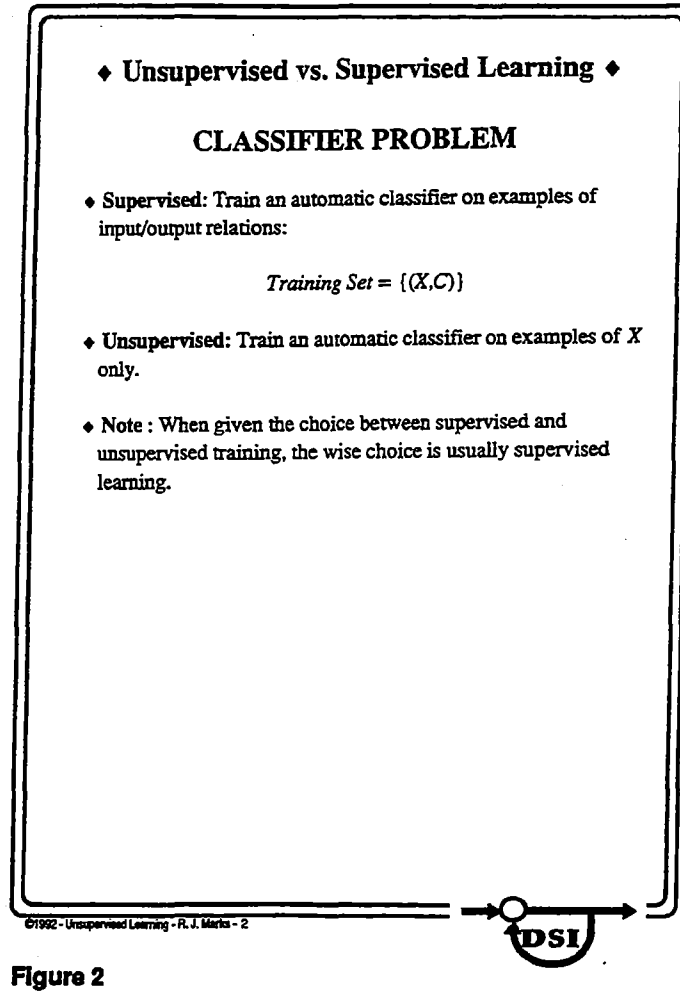 ♦ Unsupervised vs. Supervised Learning ♦
CLASSIFIER PROBLEM
♦ Supervised: Train an automatic classifier on examples of
input/output relations:
Training Set = {(X,C)}
♦ Unsupervised: Train an automatic classifier on examples of X
only.
♦ Note : When given the choice between supervised and
unsupervised training, the wise choice is usually supervised
learning.
©1992 - Unsupervised Learning - R. J. Marks - 2
DSI
Figure 2